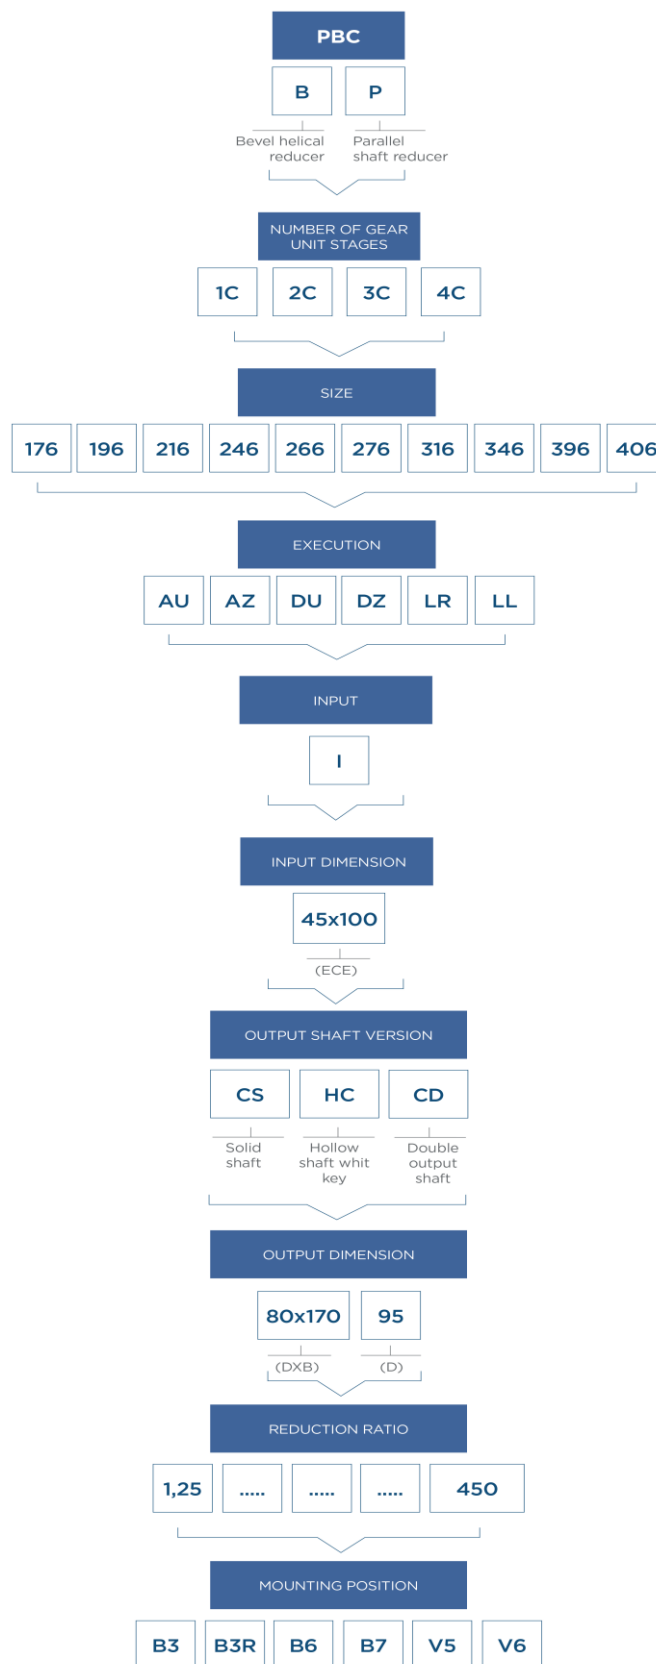 PBC
B P
Bevel helical Parallel
reducer shaft reducer
NUMBER OF GEAR
UNIT STAGES
1C 2C 3C 4C
SIZE
176 196 216 246 266 276 316 346 396 406
EXECUTION
AU AZ DU DZ LR LL
INPUT
I
INPUT DIMENSION
45x100
(ECE)
OUTPUT SHAFT VERSION
CS HC CD
Solid Hollow Double
shaft shaft whit output
key shaft
OUTPUT DIMENSION
80x170 95
(DXB) (D)
REDUCTION RATIO
1,25 ..... ..... ..... 450
MOUNTING POSITION
B3 B3R B6 B7 V5 V6